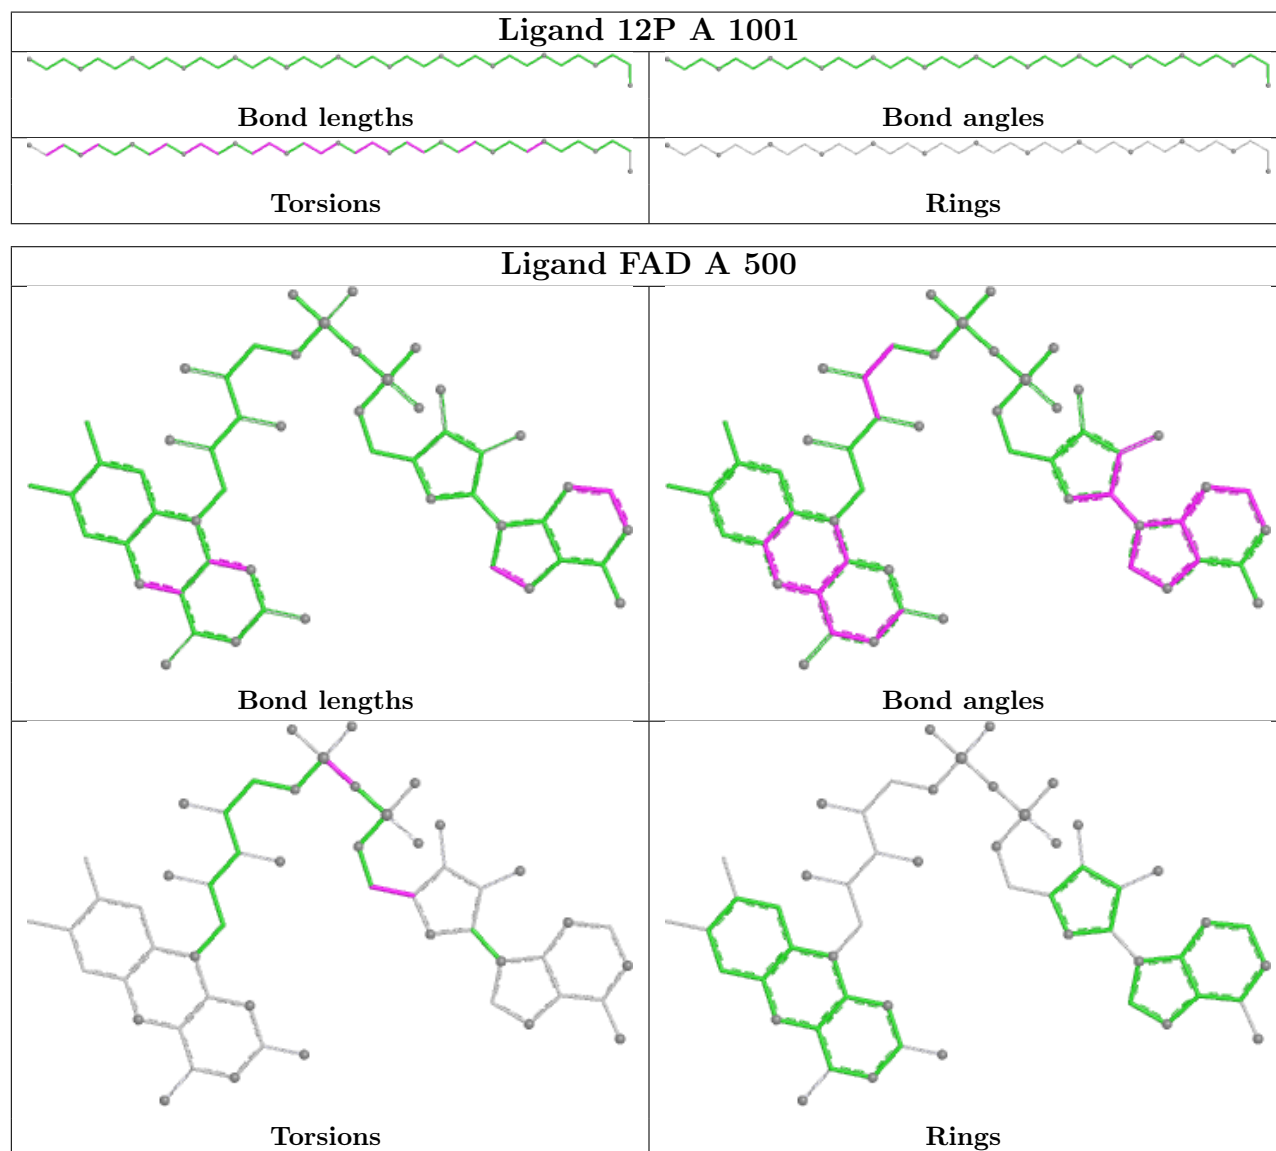 Ligand 12P A 1001
Bond lengths
Bond angles
Torsions
Rings
Ligand FAD A 500
Bond lengths
Bond angles
Torsions
Rings